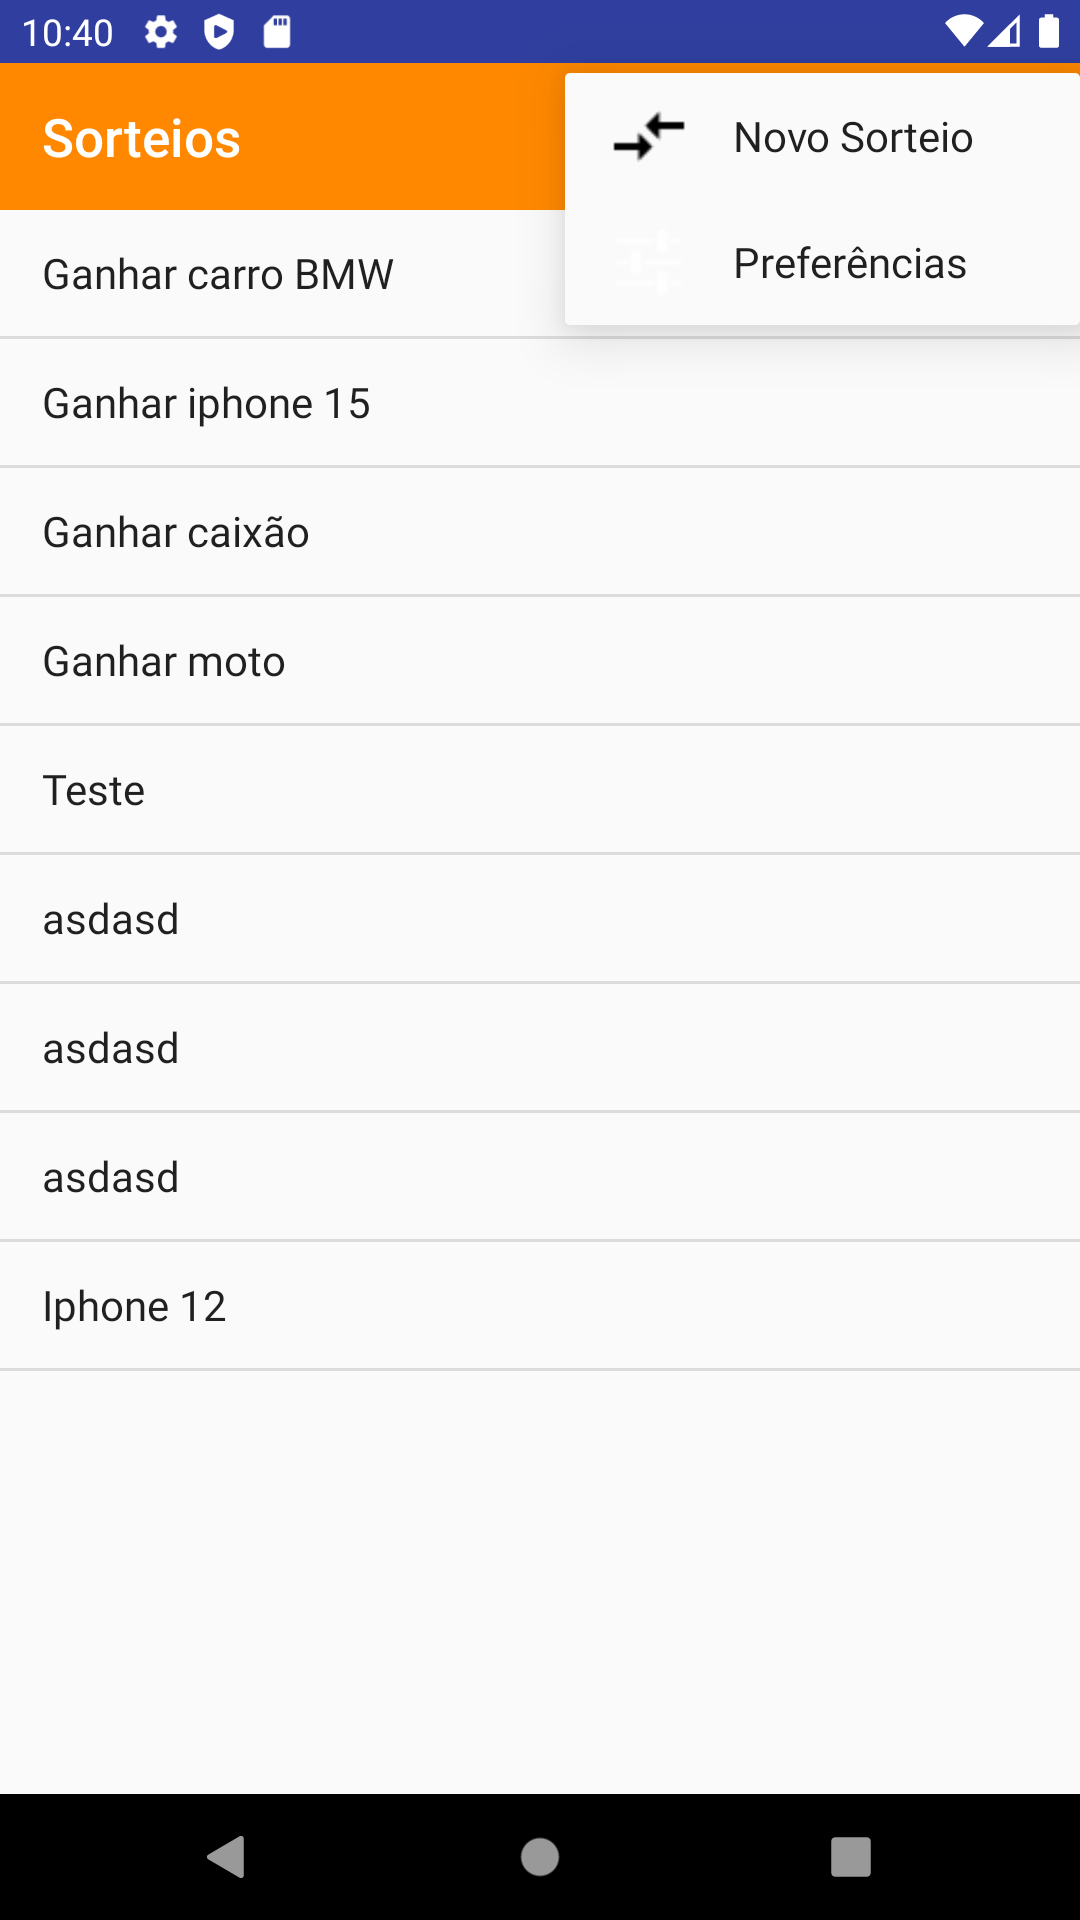 10:40
Sorteios
Novo Sorteio
Preferências
Ganhar carro BMW
Ganhar iphone 15
Ganhar caixão
Ganhar moto
Teste
asdasd
asdasd
asdasd
Iphone 12